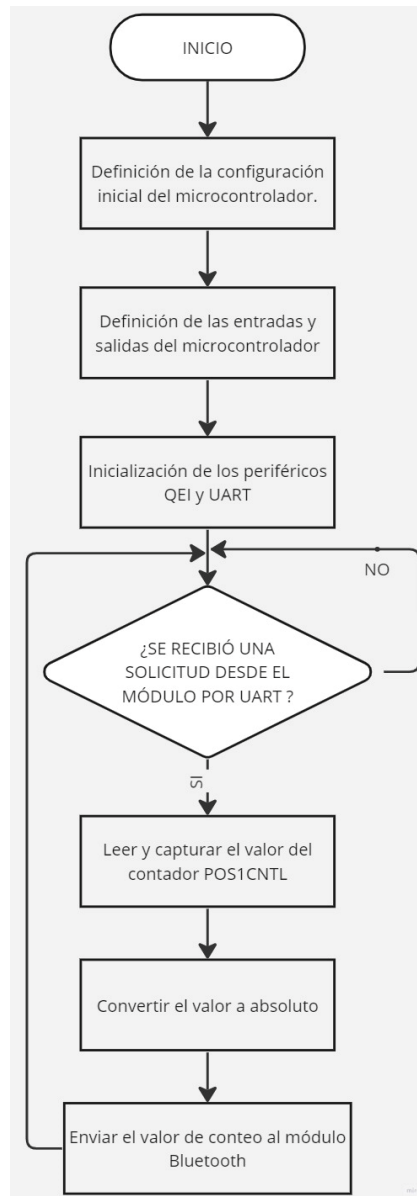 INICIO
Definición de la configuración
inicial del microcontrolador.
Definición de las entradas y
salidas del microcontrolador
Inicialización de los periféricos
QEI y UART
NO
¿SE RECIBIÓ UNA
SOLICITUD DESDE EL
MÓDULO POR UART ?
SI
Leer y capturar el valor del
contador POS1CNTL
Convertir el valor a absoluto
Enviar el valor de conteo al módulo
Bluetooth